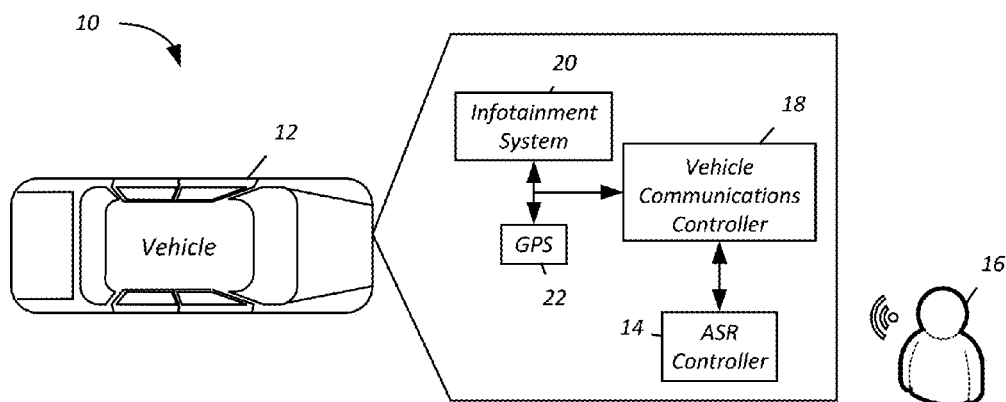 10
12
Vehicle
20
Infotainment
System
GPS
22
18
Vehicle
Communications
Controller
14
ASR
Controller
16